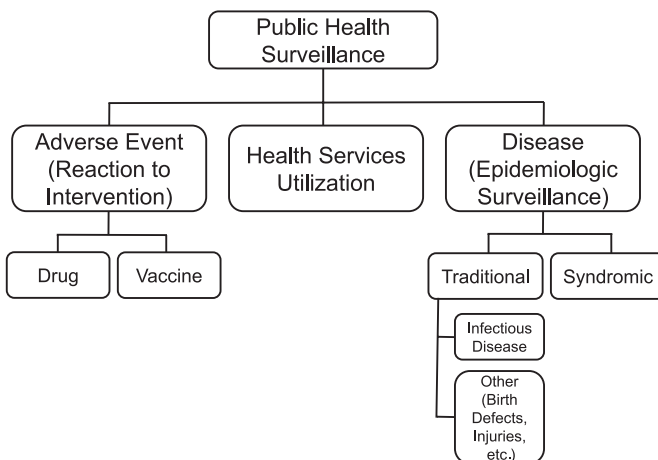 Public Health
Surveillance
Adverse Event
(Reaction to
Intervention)
Health Services
Utilization
Disease
(Epidemiologic
Surveillance)
Drug
Vaccine
Traditional
Syndromic
Infectious
Disease
Other
(Birth
Defects,
Injuries,
etc.)